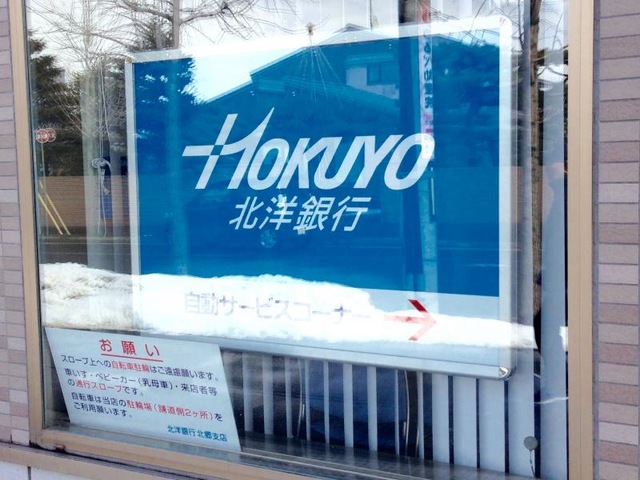 HOKUYO
北洋銀行
自動サービスコーナー
お願い
スロープ上への自転車駐輪はご遠慮願います。
車いす・ベビーカー(乳母車)・来店者等
の通行スロープです。
自転車は当店の駐輪場(鎌道側2ヶ所)を
ご利用願います。
北洋銀行北郷支店